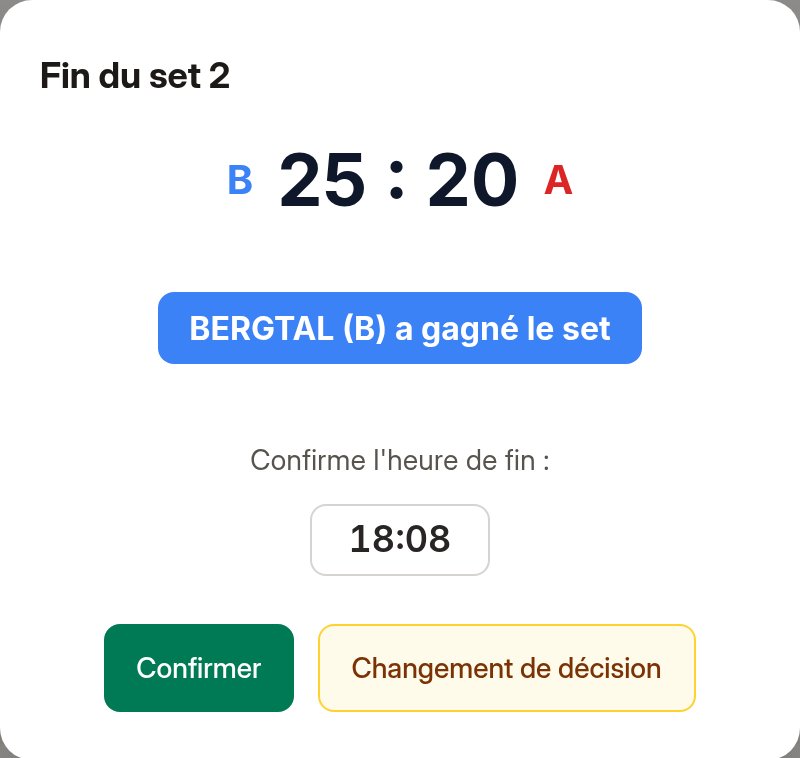 Fin du set 2
B 25 : 20 A
BERGTAL (B) a gagné le set
Confirme l'heure de fin :
18:08
Confirmer Changement de décision